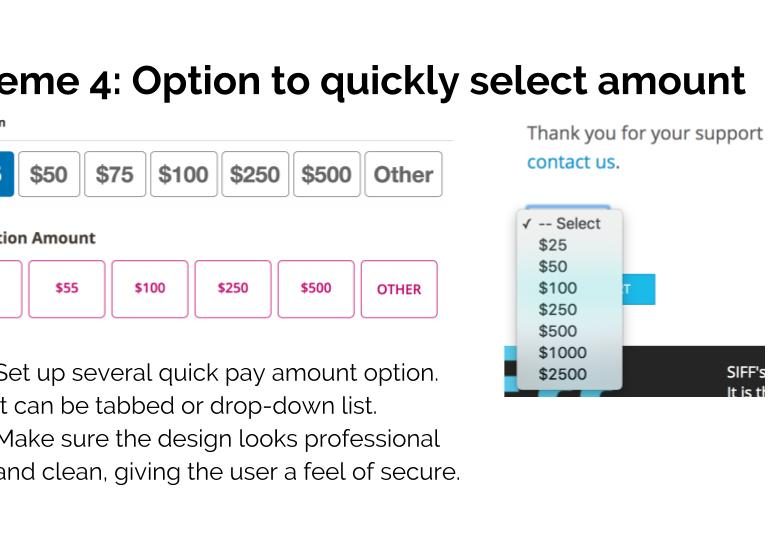 eme 4: Option to quickly select amount
n
$50 $75 $100 $250 $500 Other
tion Amount
$55 $100 $250 $500 OTHER
Set up several quick pay amount option.
t can be tabbed or drop-down list.
Make sure the design looks professional
and clean, giving the user a feel of secure.
Thank you for your support
contact us.
✓ -- Select
$25
$50
$100
$250
$500
$1000
$2500
T
SIFF's
It is th